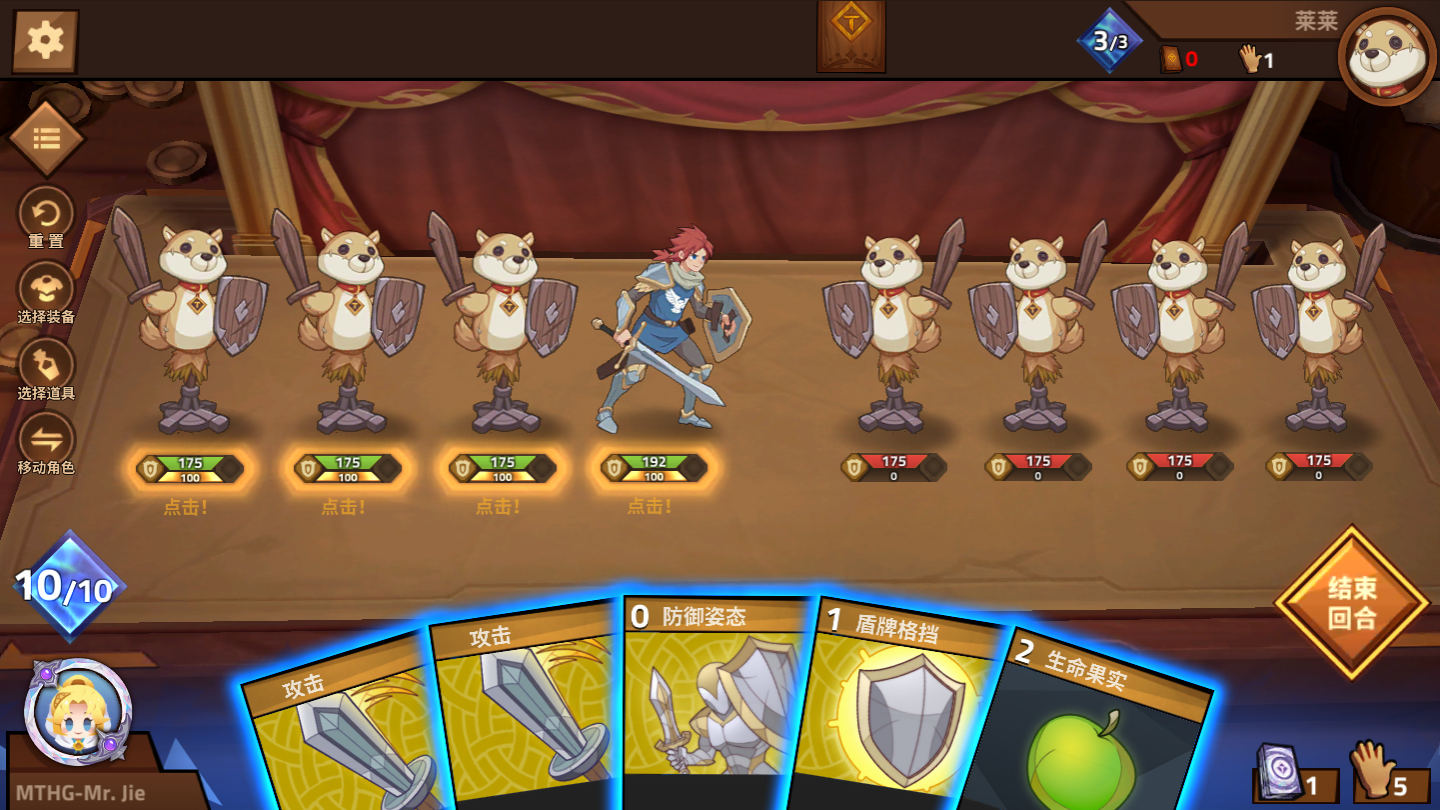 3/3
莱莱
0
1
重置
选择装备
选择道具
移动角色
175
100
点击!
175
100
点击!
175
100
点击!
192
100
点击!
175
0
175
0
175
0
175
0
10/10
结束
回合
攻击
攻击
0 防御姿态
1 盾牌格挡
2 生命果实
MTHG-Mr. Jie
1
5